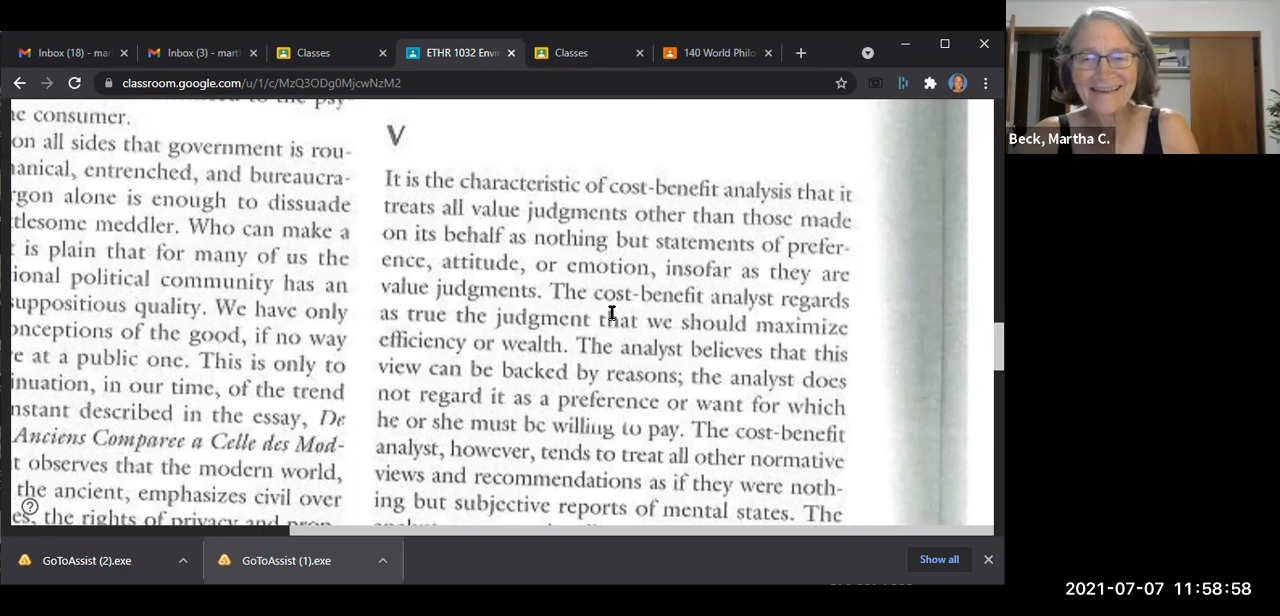 Inbox (18) - mar
Inbox (3) - mart
Classes
ETHR 1032 Envi
Classes
140 World Philo
classroom.google.com/u/1/c/MzQ3ODg0MjcwNzM2
Beck, Martha C.
to the psy-
consumer.
on all sides that government is rou-
entrenched, and bureaucra-
alone is enough to dissuade
meddler. Who can make a
is plain that for many of us the
political community has an
suppositious quality. We have only
of the good, if no way
at a public one. This is only to
in our time, of the trend
described in the essay, De
Anciens Comparee a Celle des Mod-
observes that the modern world,
the ancient, emphasizes civil over
the rights of privacy and prop-
V
It is the characteristic of cost-benefit analysis that it
treats all value judgments other than those made
on its behalf as nothing but statements of prefer-
ence, attitude, or emotion, insofar as they are
value judgments. The cost-benefit analyst regards
as true the judgment that we should maximize
efficiency or wealth. The analyst believes that this
view can be backed by reasons; the analyst does
not regard it as a preference or want for which
he or she must be willing to pay. The cost-benefit
analyst, however, tends to treat all other normative
views and recommendations as if they were noth-
ing but subjective reports of mental states. The
GoToAssist (2).exe
GoToAssist (1).exe
Show all
2021-07-07 11:58:58